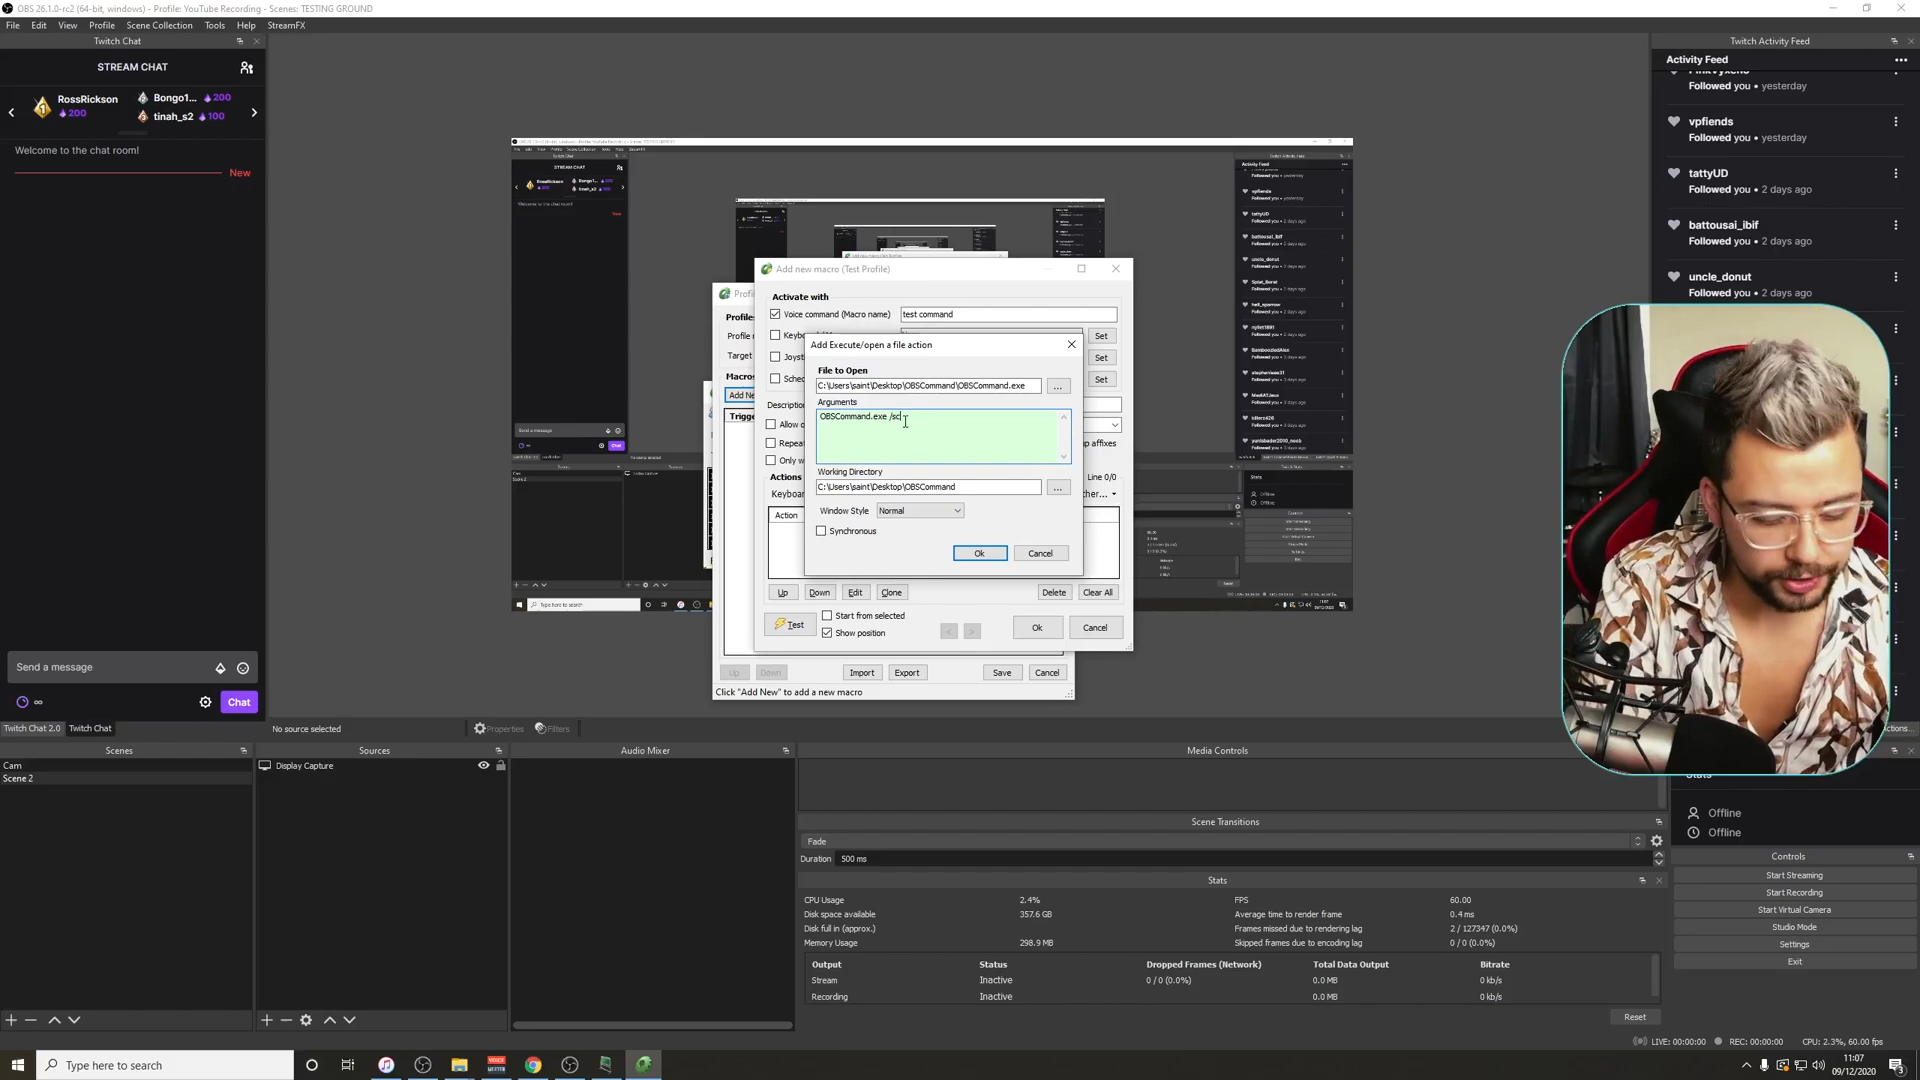 OBS 26.1.0-rc2 (64-bit, windows) - Profile: YouTube Recording - Scenes: TESTING GROUND
File Edit View Profile Scene Collection Tools Help StreamFX
Twitch Chat
STREAM CHAT
RossRickson
200
Bongo1... 200
tinah_s2 100
Welcome to the chat room!
New
Send a message
Chat
Twitch Chat 2.0 Twitch Chat
Twitch Activity Feed
Activity Feed
Followed you • yesterday
vpfiends
Followed you • yesterday
tattyUD
Followed you • 2 days ago
battousai_ibif
Followed you • 2 days ago
uncle_donut
Followed you • 2 days ago
Add new macro (Test Profile)
Activate with
Voice command (Macro name) test command
Set
Set
Set
Add Execute/open a file action
File to Open
C:\Users\saint\Desktop\OBSCommand\OBSCommand.exe ...
Arguments
OBSCommand.exe /sc
Working Directory
C:\Users\saint\Desktop\OBSCommand ...
Window Style Normal
Synchronous
Ok Cancel
Line 0/0
Actions
Action
Up Down Edit Clone Delete Clear All
Test
Start from selected
Show position
< >
Ok Cancel
Up Down Import Export Save Cancel
Click "Add New" to add a new macro
No source selected
Properties Filters
Scenes
Cam
Scene 2
Sources
Display Capture
Audio Mixer
Media Controls
Scene Transitions
Fade
Duration 500 ms
Stats
CPU Usage 2.4% FPS 60.00
Disk space available 357.6 GB Average time to render frame 0.4 ms
Disk full in (approx.) Frames missed due to rendering lag 2 / 127347 (0.0%)
Memory Usage 298.9 MB Skipped frames due to encoding lag 0 / 0 (0.0%)
Output Status Dropped Frames (Network) Total Data Output Bitrate
Stream Inactive 0 / 0 (0.0%) 0.0 MB 0 kb/s
Recording Inactive 0.0 MB 0 kb/s
Reset
Stats
Offline
Offline
Controls
Start Streaming
Start Recording
Start Virtual Camera
Studio Mode
Settings
Exit
LIVE: 00:00:00 REC: 00:00:00 CPU: 2.3%, 60.00 fps
Type here to search
11:07
09/12/2020